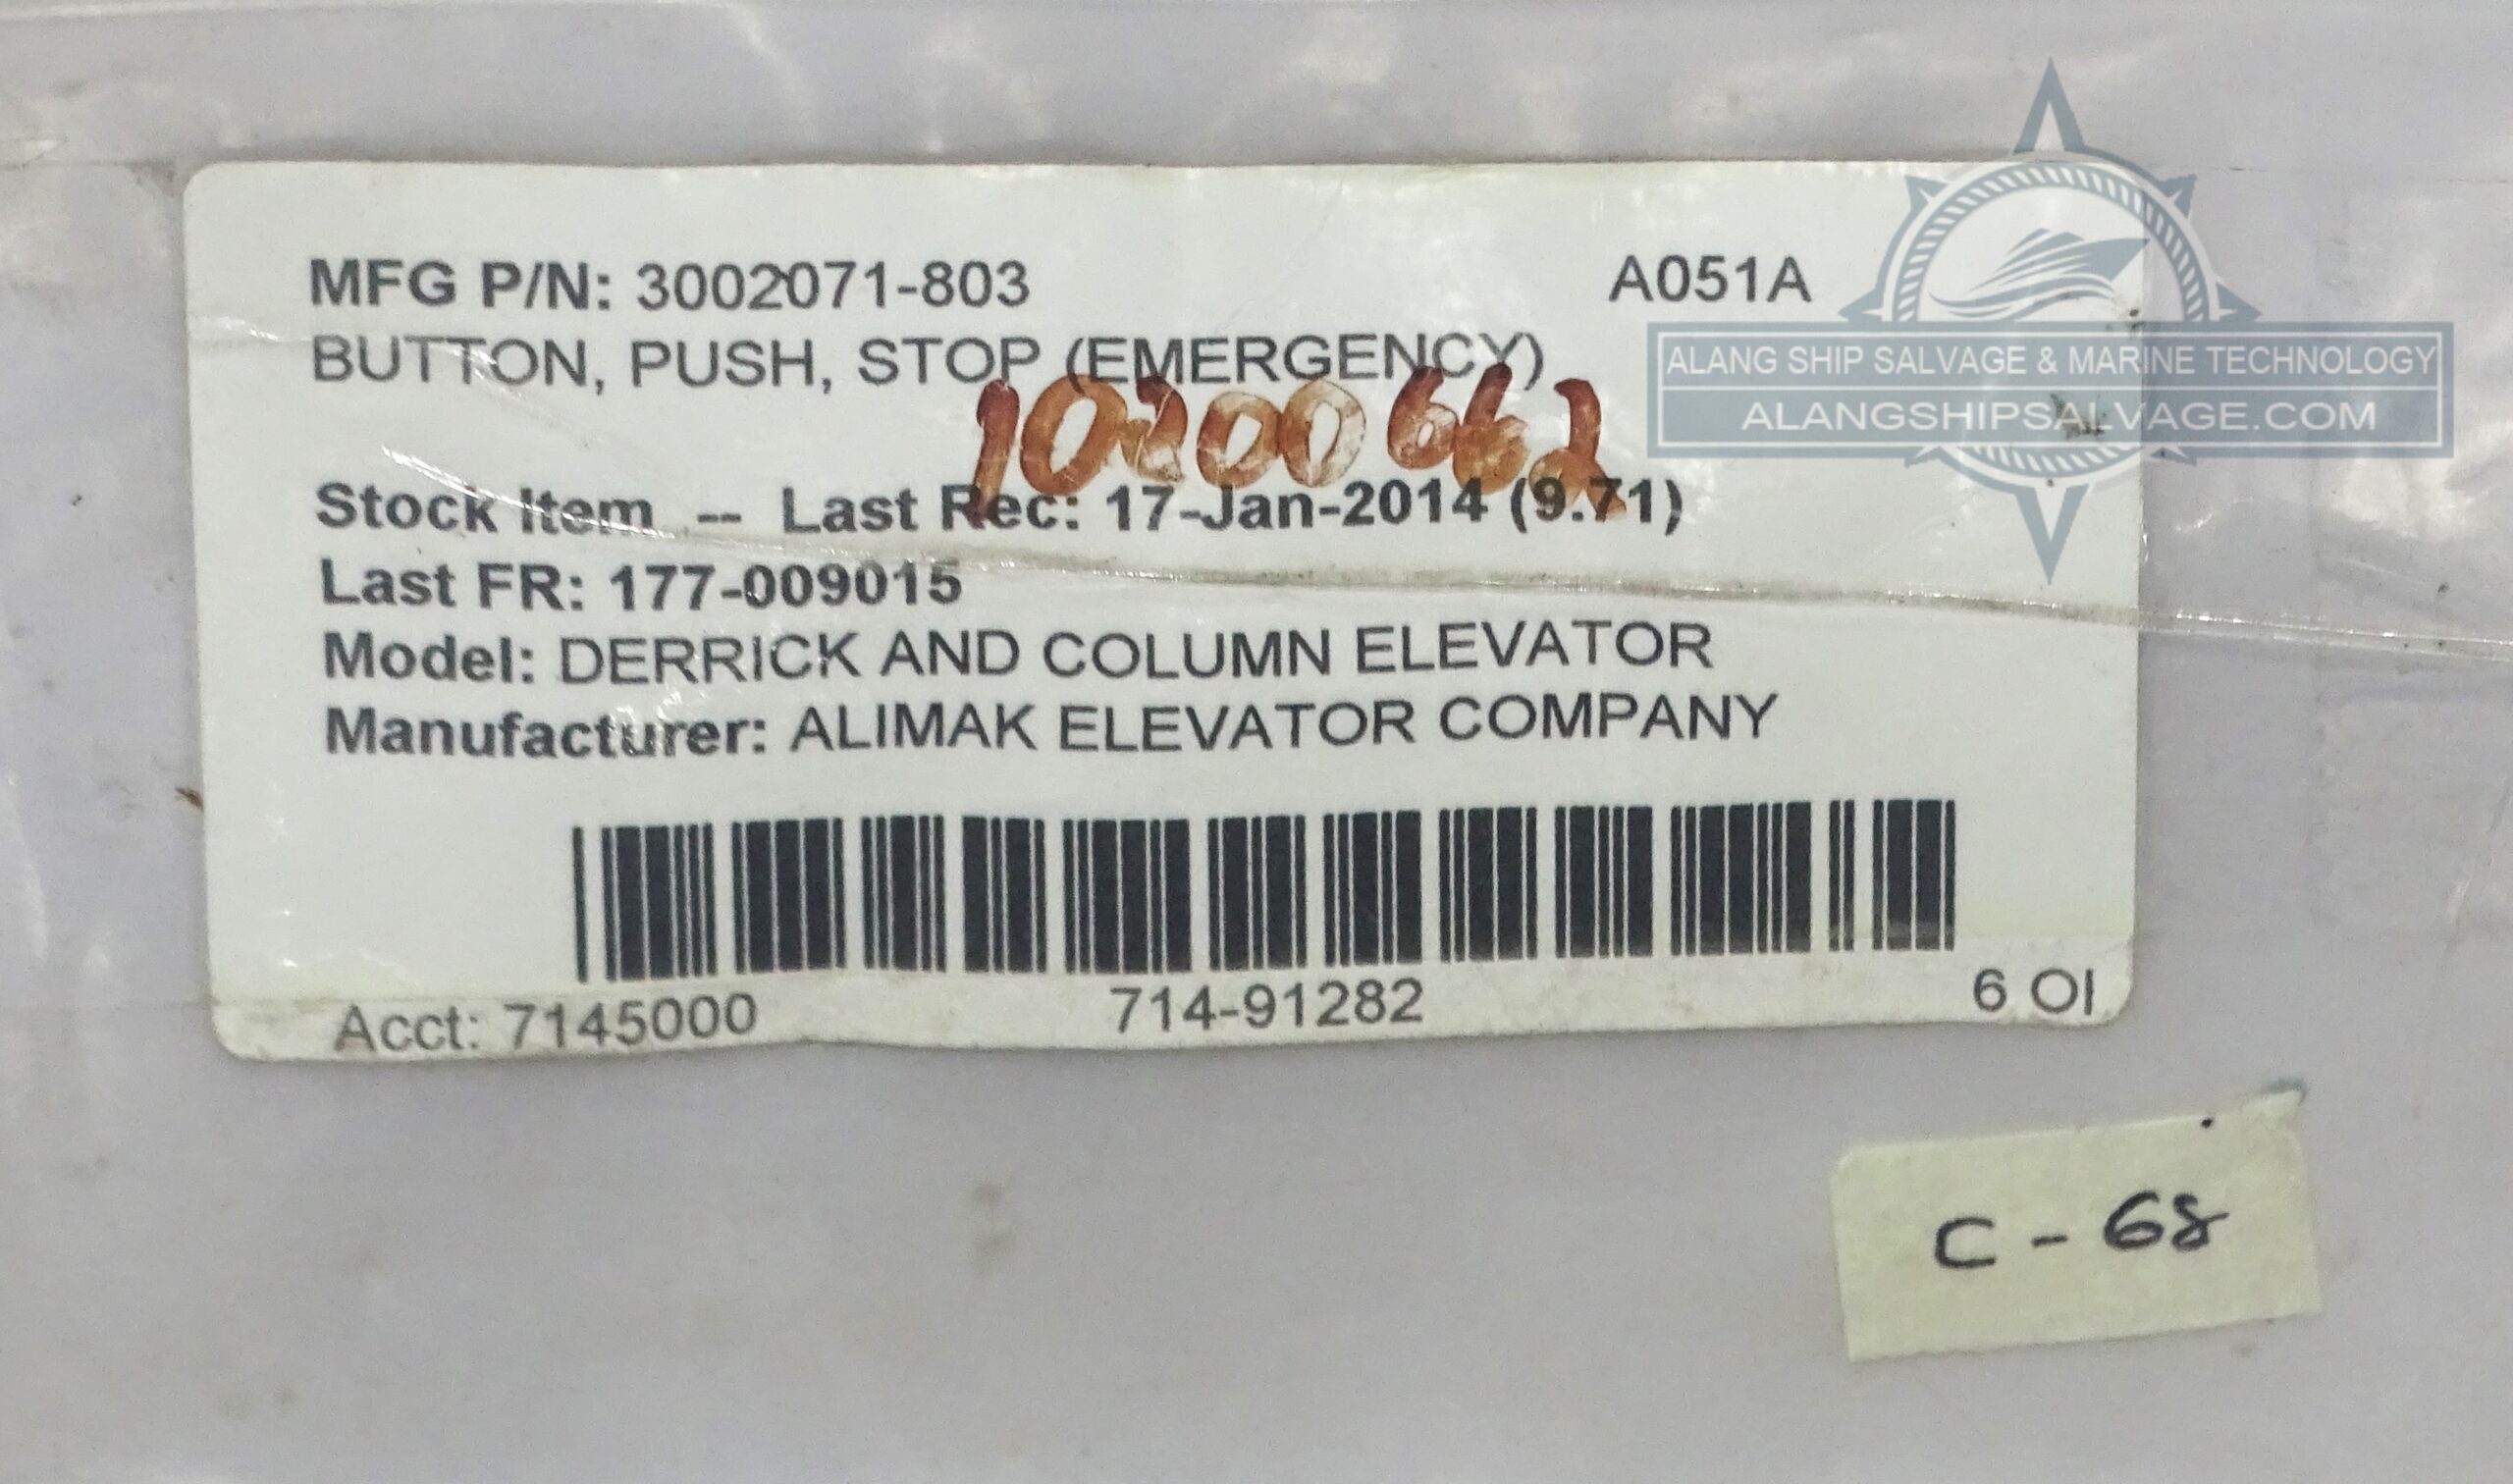 MFG P/N: 3002071-803 A051A
BUTTON, PUSH, STOP (EMERGENCY)
10200662
Stock Item -- Last Rec: 17-Jan-2014 (9.71)
Last FR: 177-009015
Model: DERRICK AND COLUMN ELEVATOR
Manufacturer: ALIMAK ELEVATOR COMPANY
Acct: 7145000 714-91282 6 OI
C - 68
ALANG SHIP SALVAGE & MARINE TECHNOLOGY
ALANGSHIPSALVAGE.COM